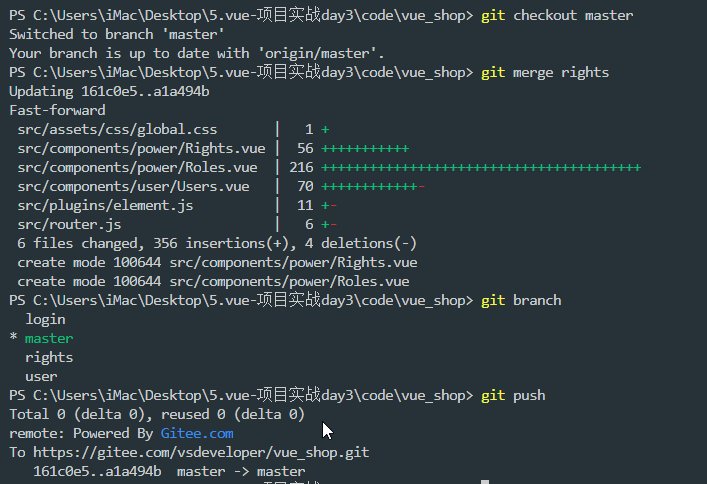 PS C:\Users\iMac\Desktop\5.vue-项目实战day3\code\vue_shop> git checkout master
Switched to branch 'master'
Your branch is up to date with 'origin/master'.
PS C:\Users\iMac\Desktop\5.vue-项目实战day3\code\vue_shop> git merge rights
Updating 161c0e5..a1a494b
Fast-forward
 src/assets/css/global.css       |   1 +
 src/components/power/Rights.vue |  56 +++++++++++
 src/components/power/Roles.vue  | 216 ++++++++++++++++++++++++++++++++++++++++
 src/components/user/Users.vue   |  70 ++++++++++++-
 src/plugins/element.js          |  11 +-
 src/router.js                   |   6 +-
 6 files changed, 356 insertions(+), 4 deletions(-)
 create mode 100644 src/components/power/Rights.vue
 create mode 100644 src/components/power/Roles.vue
PS C:\Users\iMac\Desktop\5.vue-项目实战day3\code\vue_shop> git branch
  login
* master
  rights
  user
PS C:\Users\iMac\Desktop\5.vue-项目实战day3\code\vue_shop> git push
Total 0 (delta 0), reused 0 (delta 0)
remote: Powered By Gitee.com
To https://gitee.com/vsdeveloper/vue_shop.git
   161c0e5..a1a494b  master -> master